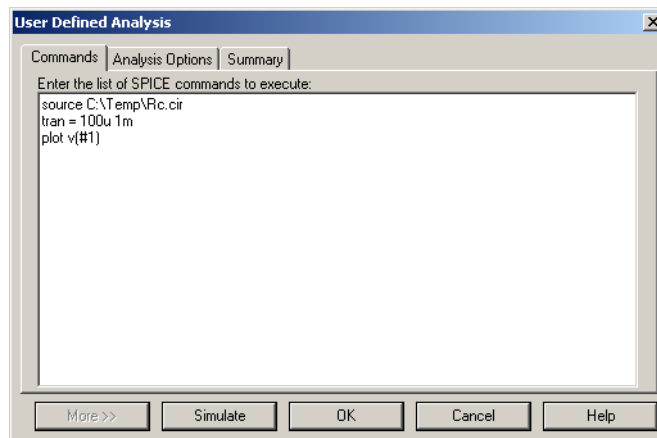 User Defined Analysis
Commands Analysis Options Summary
Enter the list of SPICE commands to execute:
source C:\Temp\Rc.cir
tran = 100u 1m
plot v(#1)
More >> Simulate OK Cancel Help